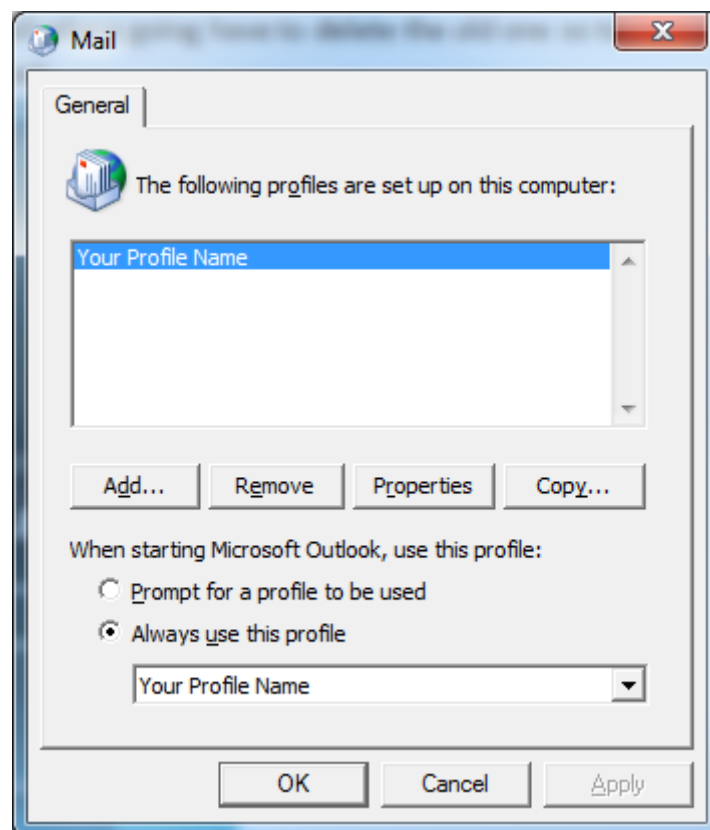 Mail
General
The following profiles are set up on this computer:
Your Profile Name
Add... Remove Properties Copy...
When starting Microsoft Outlook, use this profile:
Prompt for a profile to be used
Always use this profile
Your Profile Name
OK Cancel Apply